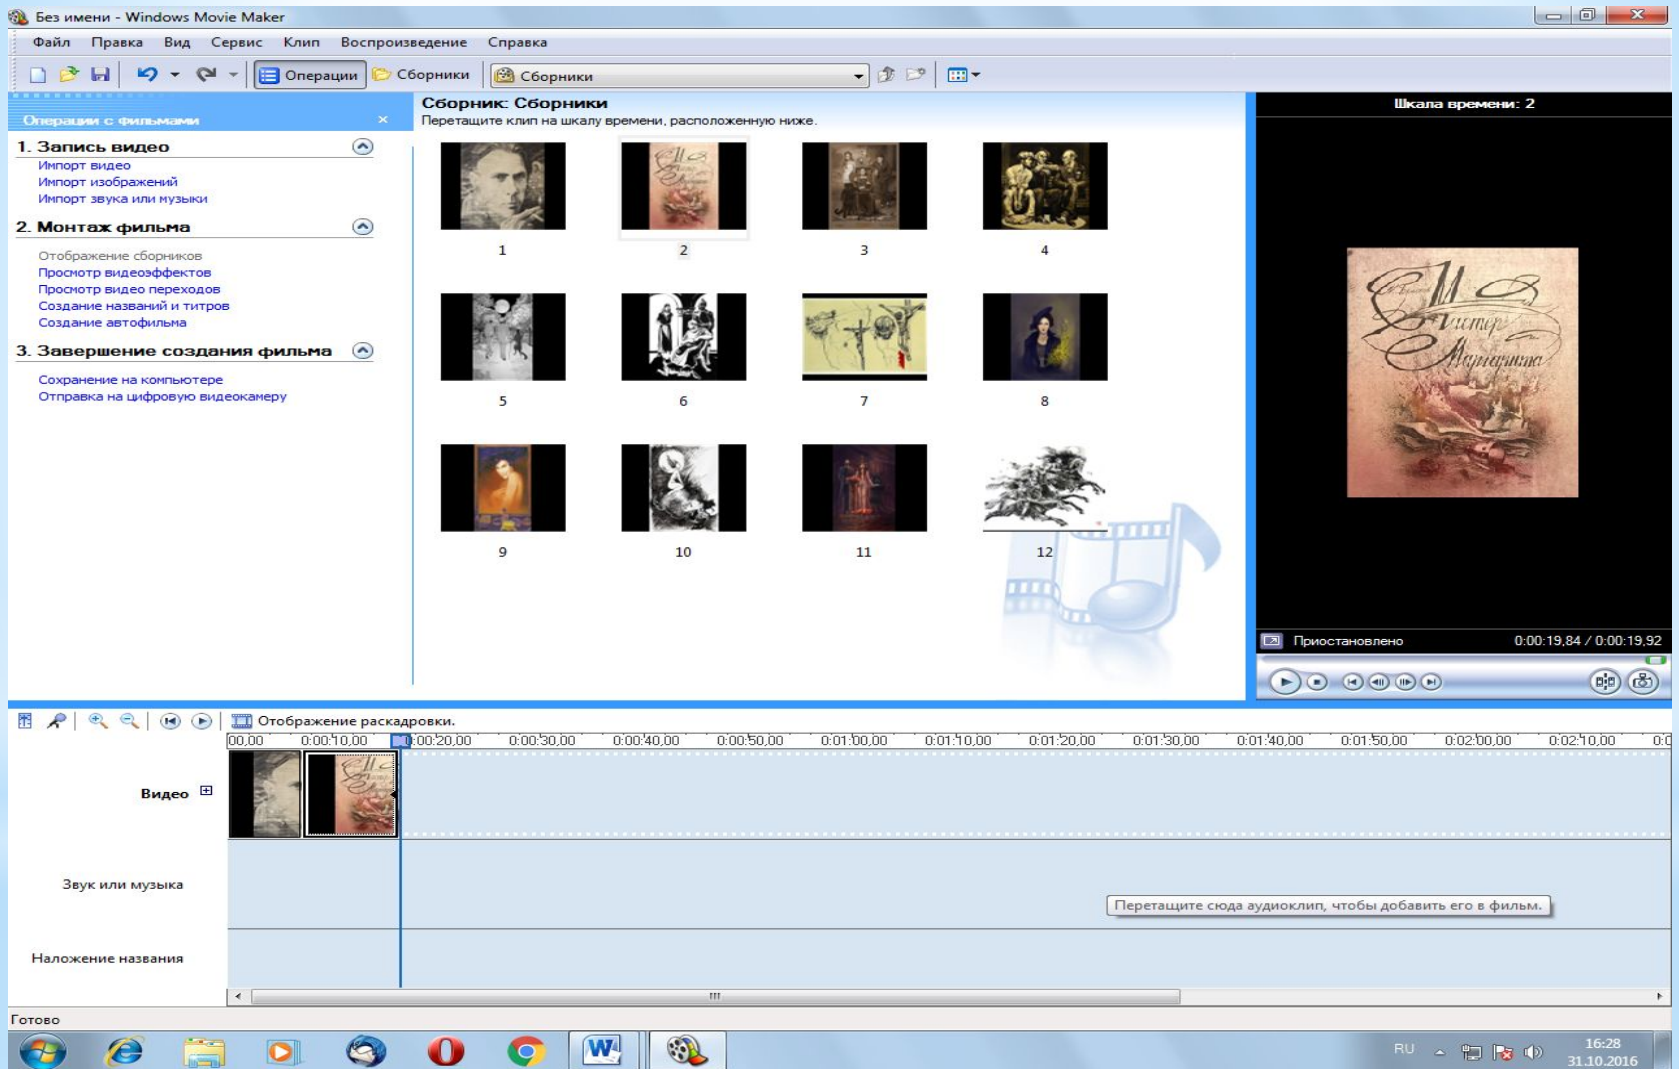 Без имени - Windows Movie Maker
Файл Правка Вид Сервис Клип Воспроизведение Справка
Операции Сборники Сборники
Операции с фильмами
1. Запись видео
Импорт видео
Импорт изображений
Импорт звука или музыки
2. Монтаж фильма
Отображение сборников
Просмотр видеоэффектов
Просмотр видео переходов
Создание названий и титров
Создание автофильма
3. Завершение создания фильма
Сохранение на компьютере
Отправка на цифровую видеокамеру
Сборник: Сборники
Перетащите клип на шкалу времени, расположенную ниже.
1 2 3 4
5 6 7 8
9 10 11 12
Шкала времени: 2
Мастер
Маргарита
Приостановлено 0:00:19,84 / 0:00:19,92
Отображение раскадровки.
00,00 0:00:10,00 0:00:20,00 0:00:30,00 0:00:40,00 0:00:50,00 0:01:00,00 0:01:10,00 0:01:20,00 0:01:30,00 0:01:40,00 0:01:50,00 0:02:00,00 0:02:10,00
Видео
Звук или музыка
Перетащите сюда аудиоклип, чтобы добавить его в фильм.
Наложение названия
Готово
RU
16:28
31.10.2016